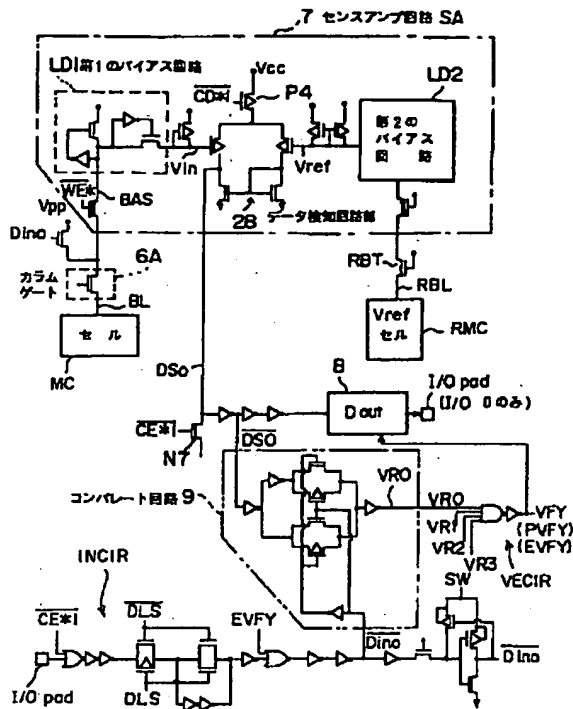 7 センスアンプ回路 SA
LD1 第1のバイアス回路
Vcc
P4
CD*1
LD2
第2の
バイアス
回路
Vin
Vref
WE*
Vpp
BAS
28 データ検知回路部
Dino
6A
カラム
ゲート
BL
RBT
RBL
セル
MC
Vref
セル
RMC
DSo
8
I/O pad
(I/O 0のみ)
Dout
CE*1
N7
DSO
コンパレート回路9
VRO
VRO
VR1
VR2
VR3
VFY
(PVFY)
(EVFY)
VECIR
INCIR
SW
CE*1
DLS
EVFY
Dino
Dino
DLS
I/O pad